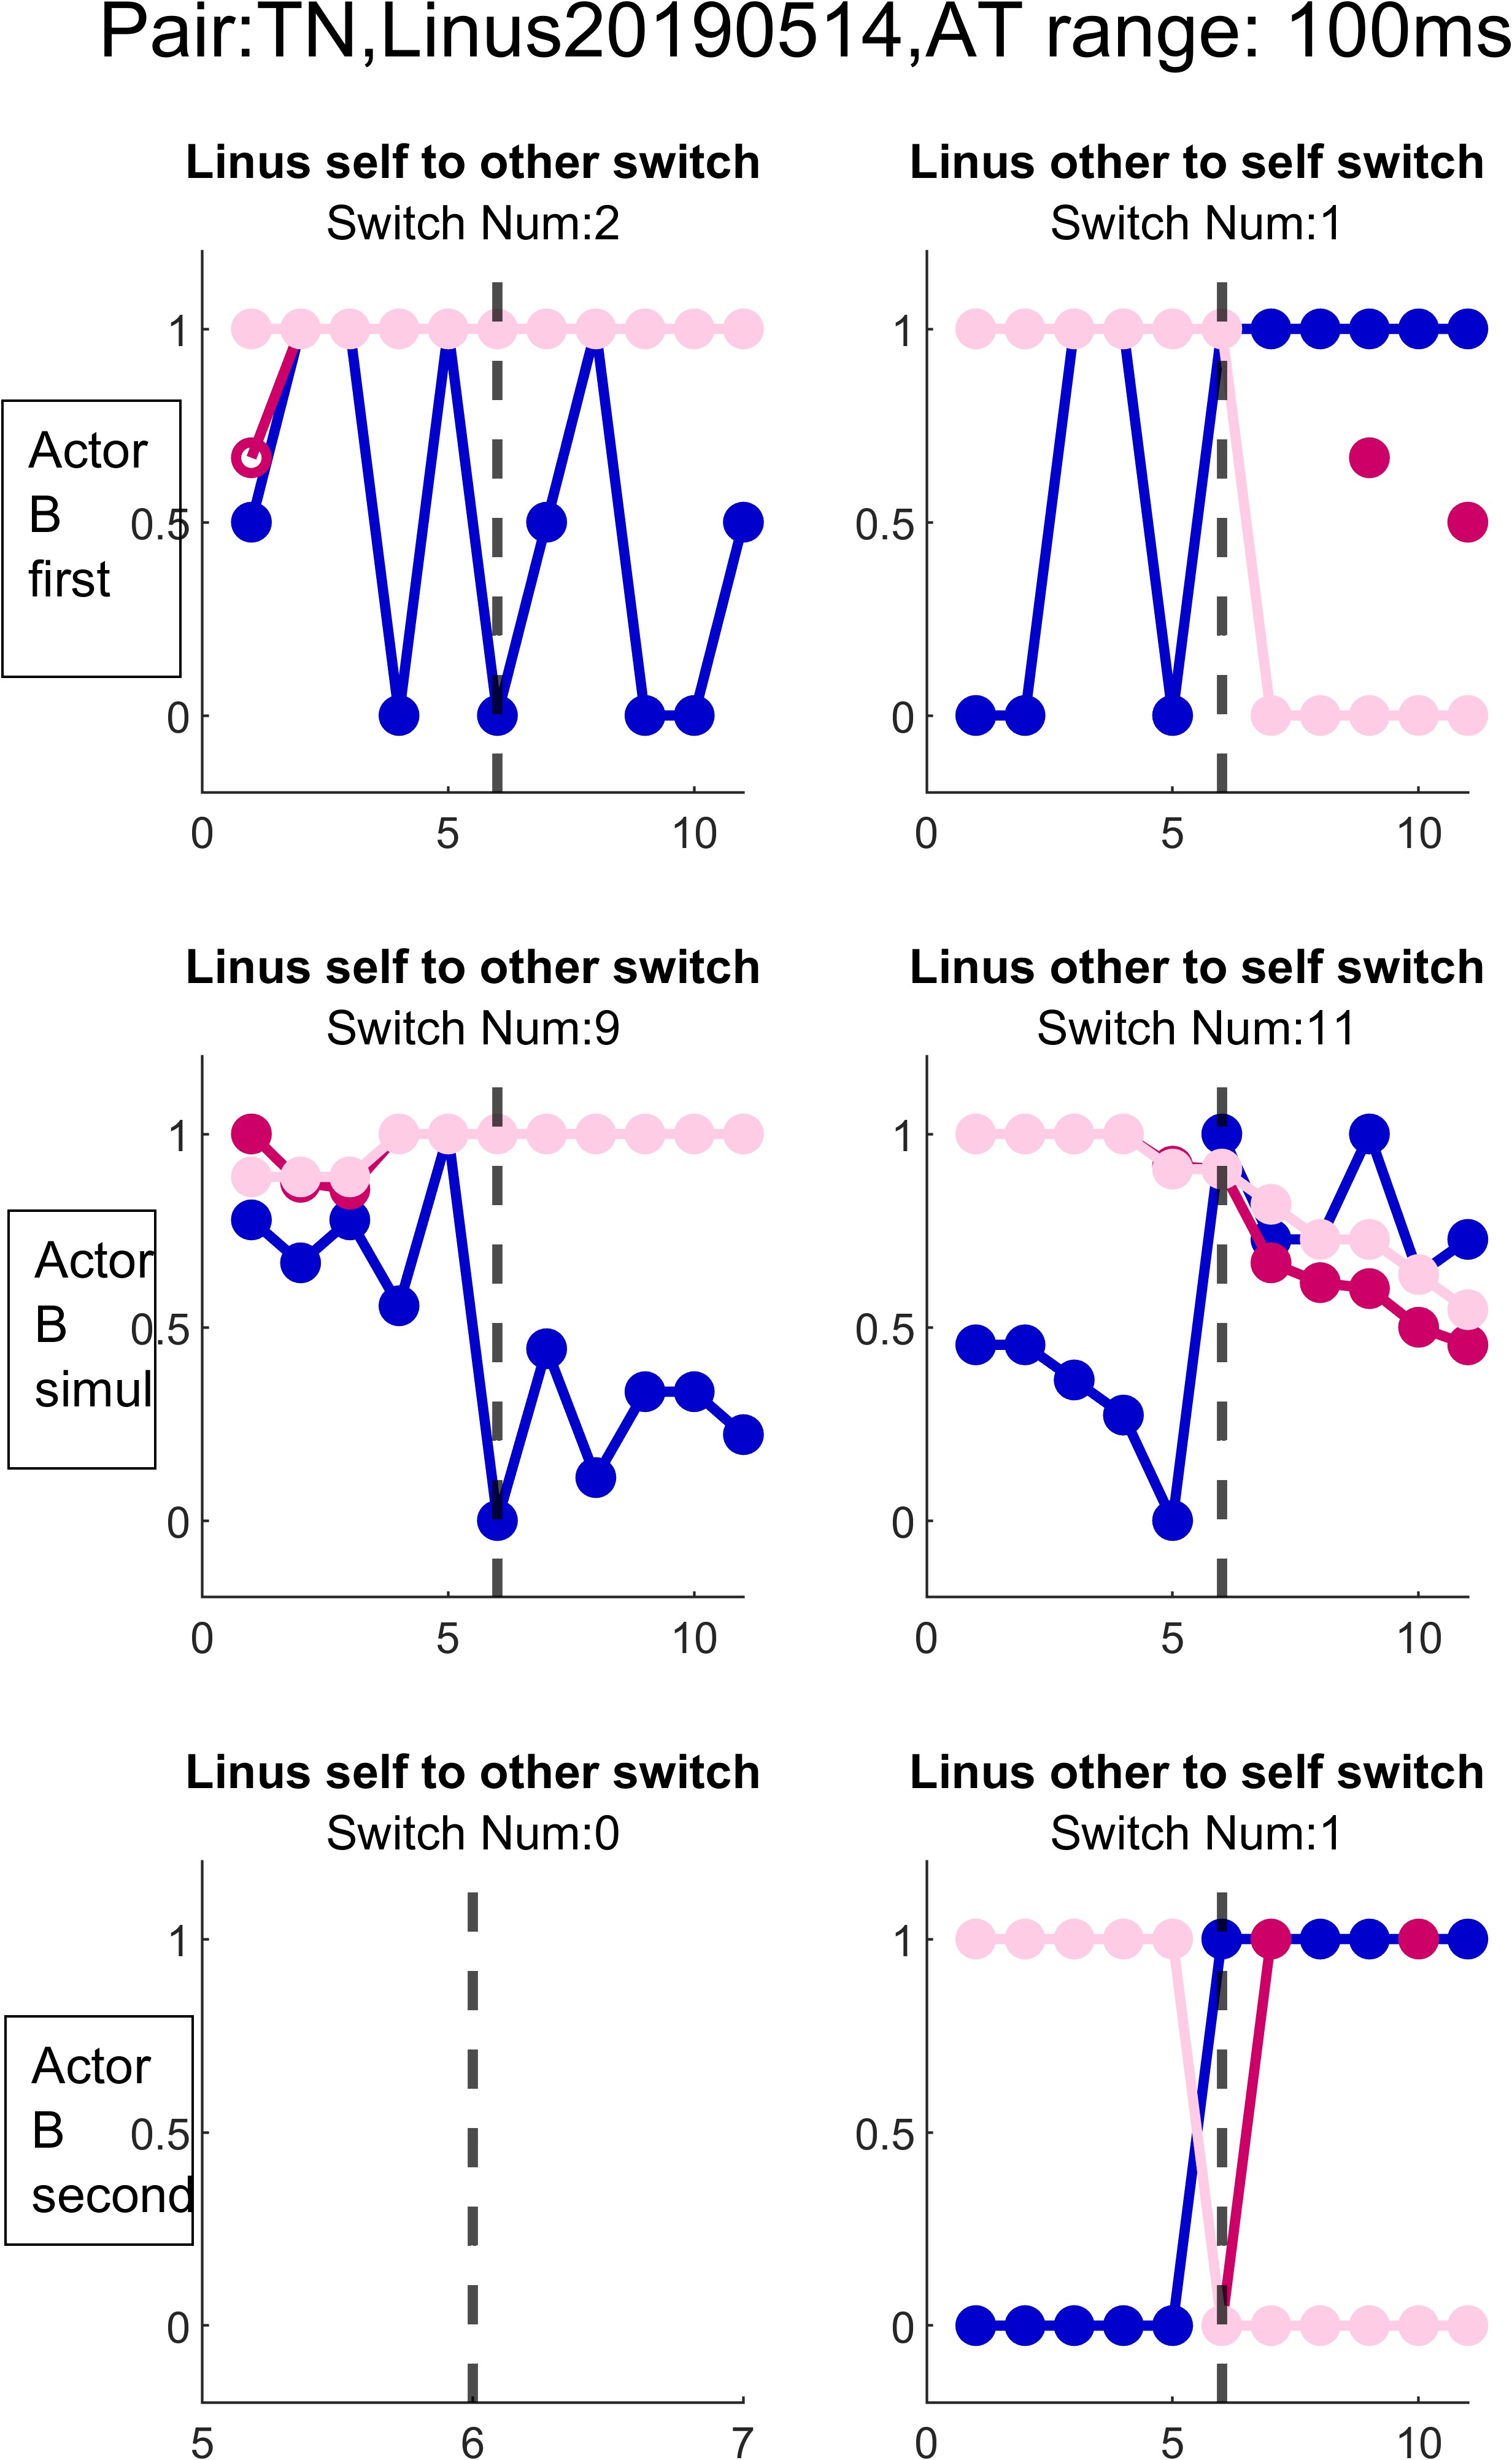 Pair:TN,Linus20190514,AT range: 100ms
Linus self to other switch
Switch Num:2
Linus other to self switch
Switch Num:1
Actor
B
first
1
0.5
0
0
5
10
1
0.5
0
0
5
10
Linus self to other switch
Switch Num:9
Linus other to self switch
Switch Num:11
Actor
B
simul
1
0.5
0
0
5
10
1
0.5
0
0
5
10
Linus self to other switch
Switch Num:0
Linus other to self switch
Switch Num:1
Actor
B
second
1
0.5
0
5
6
7
1
0.5
0
0
5
10